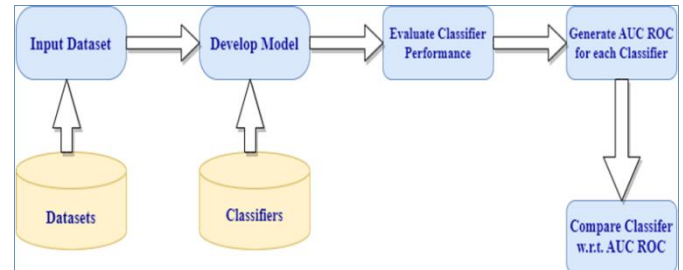 Input Dataset
Develop Model
Evaluate Classifier
Performance
Generate AUC ROC
for each Classifier
Datasets
Classifiers
Compare Classifer
w.r.t. AUC ROC